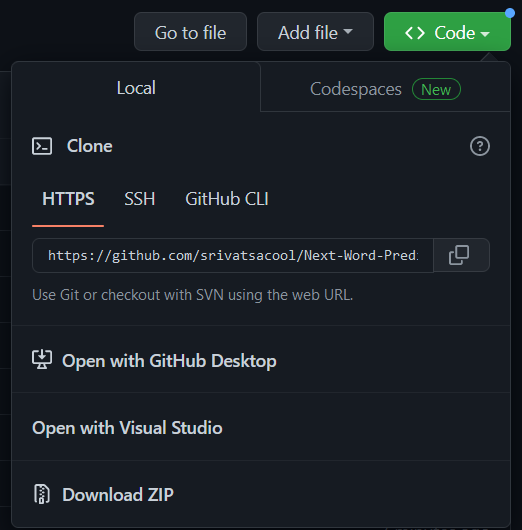 Go to file Add file Code
Local Codespaces New
Clone
HTTPS SSH GitHub CLI
https://github.com/srivatsacool/Next-Word-Predi
Use Git or checkout with SVN using the web URL.
Open with GitHub Desktop
Open with Visual Studio
Download ZIP